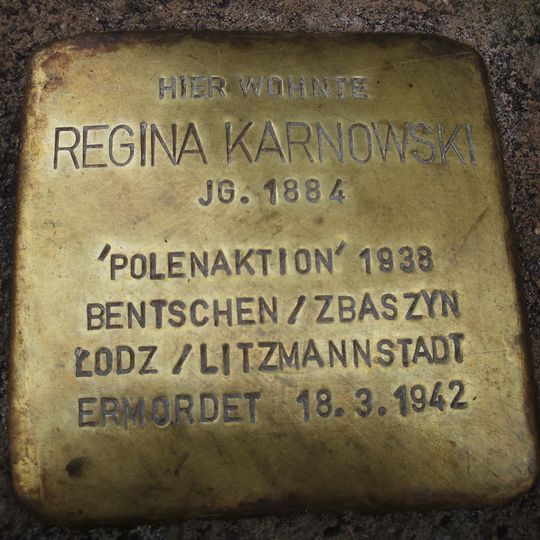 HIER WOHNTE
REGINA KARNOWSKI
JG. 1884
'POLENAKTION' 1938
BENTSCHEN / ZBASZYN
ŁODZ / LITZMANNSTADT
ERMORDET 18.3.1942